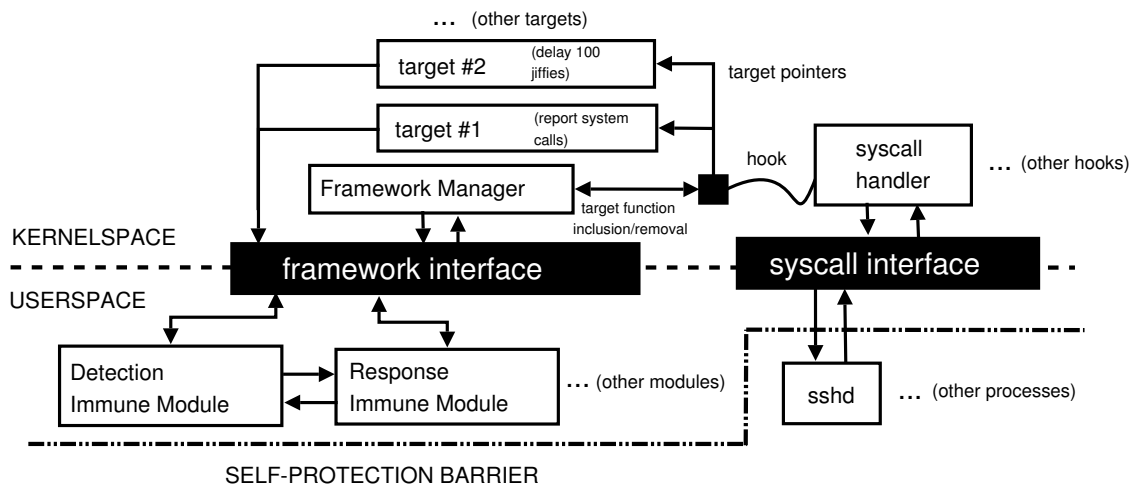 ... (other targets)
target #2 (delay 100
jiffies)
target pointers
target #1 (report system
calls)
hook
syscall
handler
... (other hooks)
Framework Manager
target function
inclusion/removal
KERNELSPACE
framework interface
syscall interface
USERSPACE
Detection
Immune Module
Response
Immune Module
... (other modules)
sshd
... (other processes)
SELF-PROTECTION BARRIER